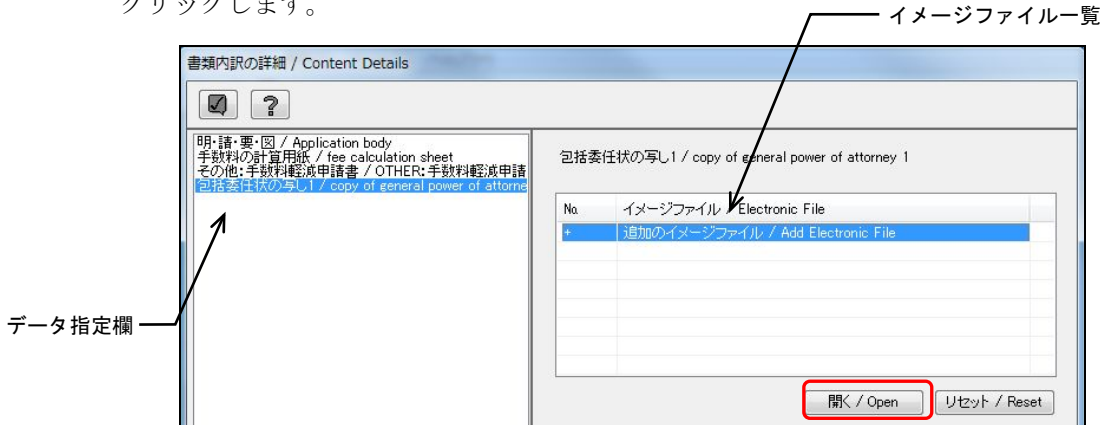 クリックします。
イメージファイル一覧
書類内訳の詳細 / Content Details
明・請・要・図 / Application body
手数料の計算用紙 / fee calculation sheet
その他:手数料軽減申請書 / OTHER:手数料軽減申請
包括委任状の写し1 / copy of general power of attorne
包括委任状の写し1 / copy of general power of attorney 1
No. イメージファイル / Electronic File
+ 追加のイメージファイル / Add Electronic File
データ指定欄
開く / Open リセット / Reset